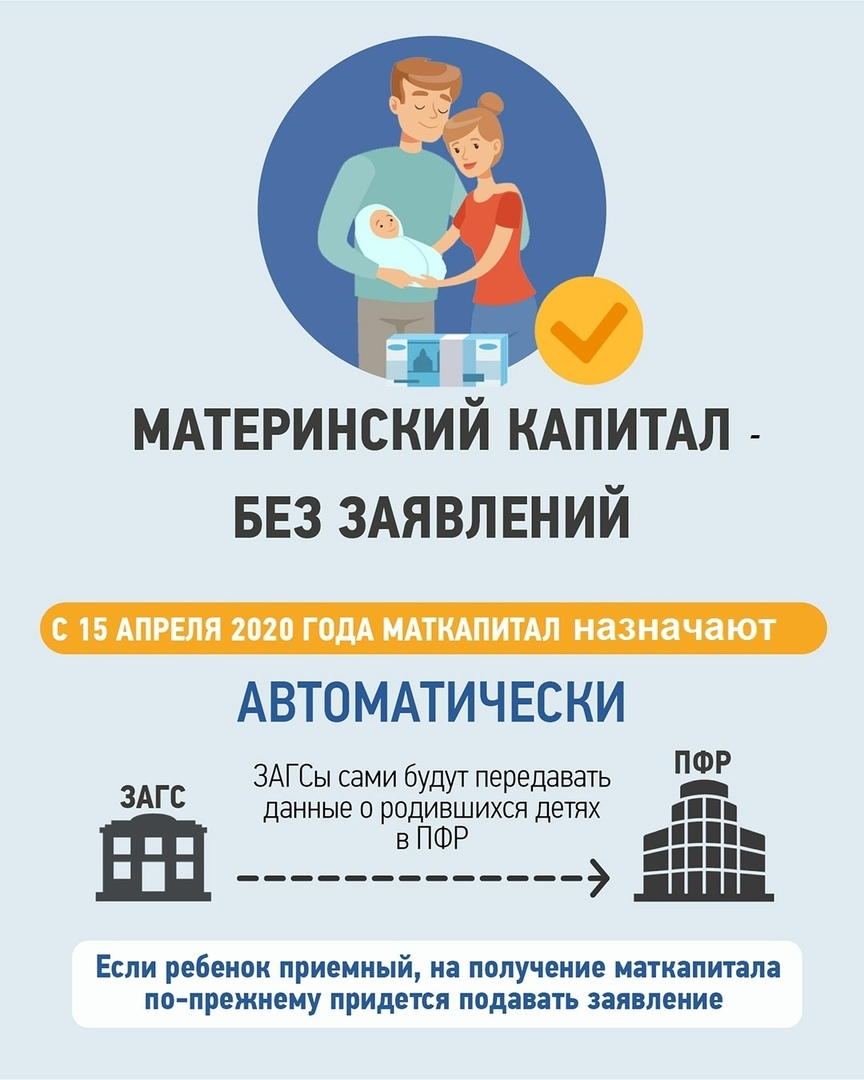 МАТЕРИНСКИЙ КАПИТАЛ -
БЕЗ ЗАЯВЛЕНИЙ
С 15 АПРЕЛЯ 2020 ГОДА МАТКАПИТАЛ назначают
АВТОМАТИЧЕСКИ
ЗАГС
ЗАГСы сами будут передавать
данные о родившихся детях
в ПФР
ПФР
Если ребенок приемный, на получение маткапитала
по-прежнему придется подавать заявление